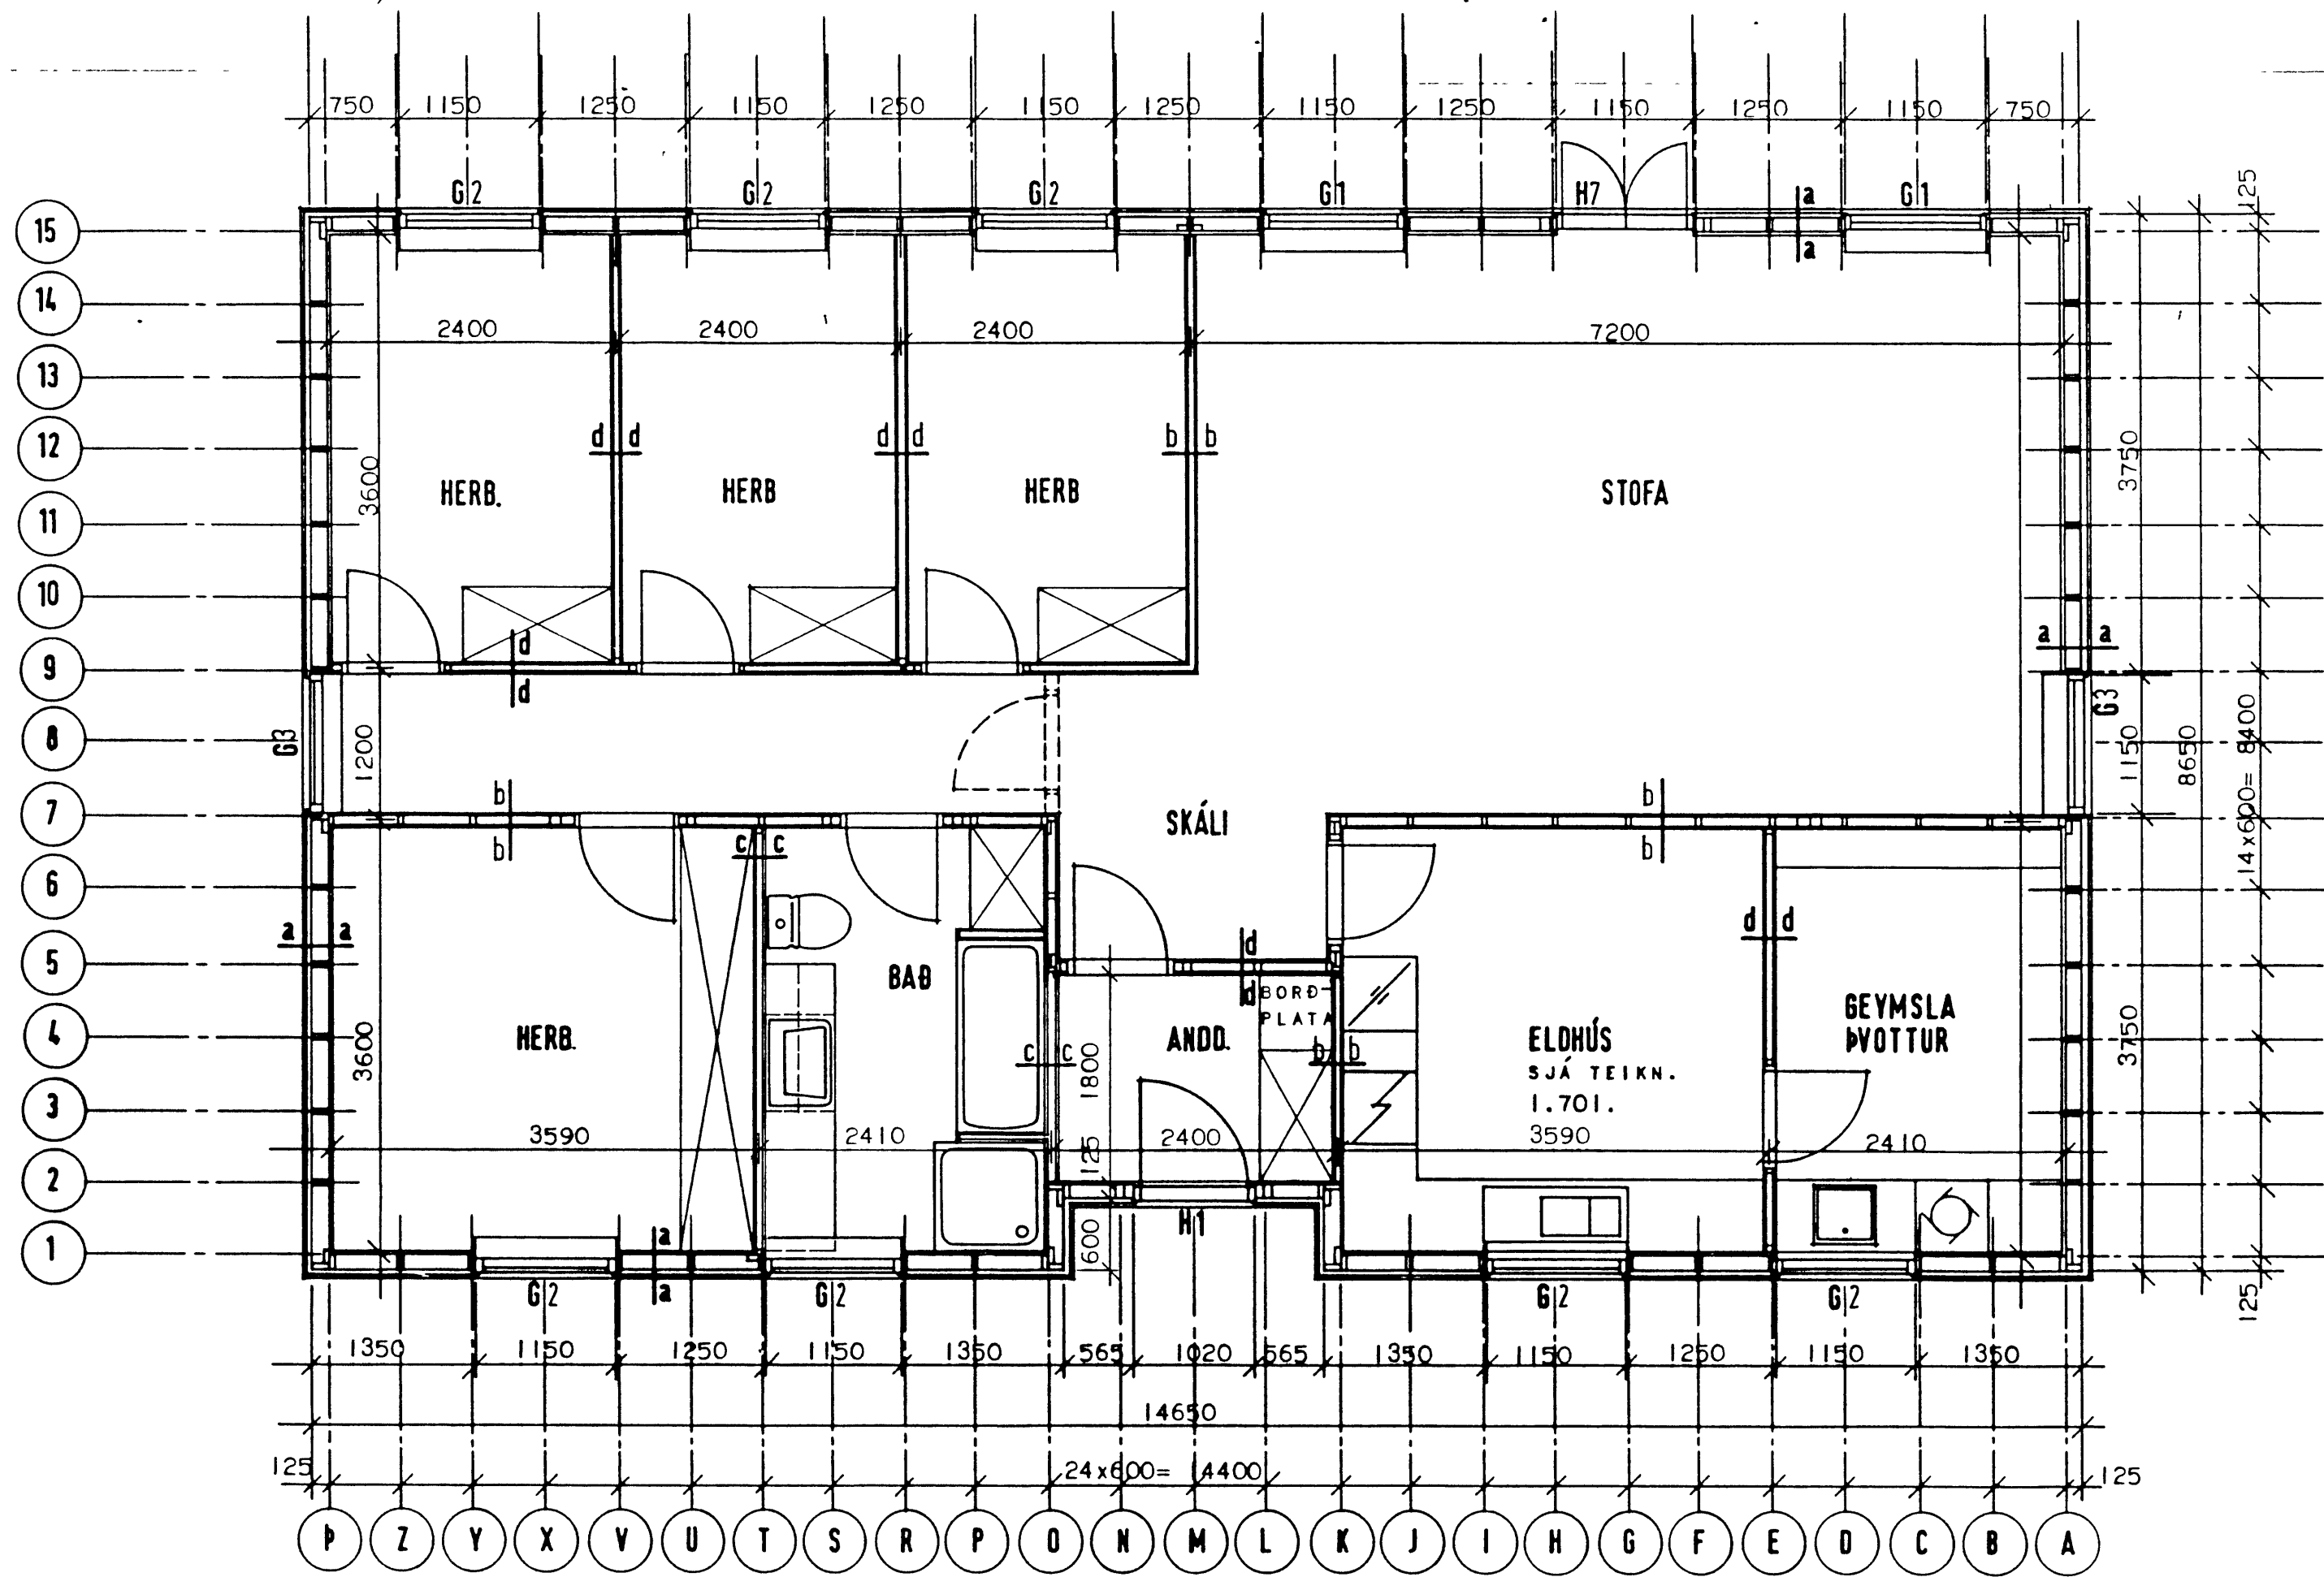 750 1150 1250 1150 1250 1150 1250 1150 1250 1150 1250 1150 750
125
G2 G2 G2 G1 H7 a G1
15
a
14
2400 2400 2400 7200
13
12
d d d d b b
3750
3600
HERB. HERB HERB STOFA
11
10
9
d
d
a a
G3
8
G3
1200
1150
8650
14x600= 8400
7
b
b
b
b
SKÁLI
c c
6
a a
d
d d
5
BAÐ
d
BORÐ-
PLATA
GEYMSLA
ÞVOTTUR
4
HERB.
ANDD.
ELDHÚS
SJÁ TEIKN.
1.701.
3600
c c
1800
b b
3750
3
3590 2410 125 2400 3590 2410
2
H1
1
a
600
a
G2 G2 G2 G2
125
1350 1150 1250 1150 1350 565 1020 565 1350 1150 1250 1150 1350
14650
125 24x600= 14400 125
Þ Z Y X V U T S R P O N M L K J I H G F E D C B A